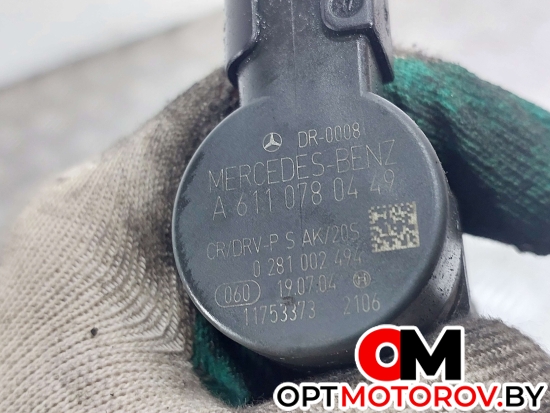 DR-0008
MERCEDES-BENZ
A 611 078 04 49
CR/DRV-P S AK/20S
0 281 002 494
060 19.07.04
11753373 2106
OM
OPTMOTOROV.BY